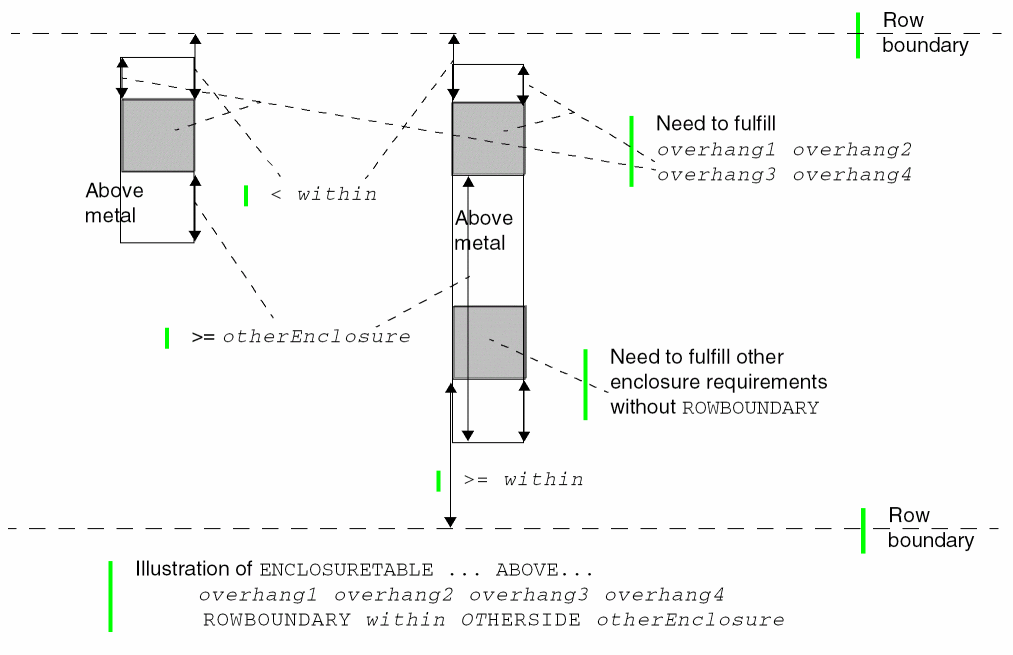 Row
boundary
Need to fulfill
overhang1 overhang2
overhang3 overhang4
Above
metal
< within
Above
metal
>= otherEnclosure
Need to fulfill other
enclosure requirements
without ROWBOUNDARY
>= within
Row
boundary
Illustration of ENCLOSURETABLE ... ABOVE...
overhang1 overhang2 overhang3 overhang4
ROWBOUNDARY within OTHERSIDE otherEnclosure